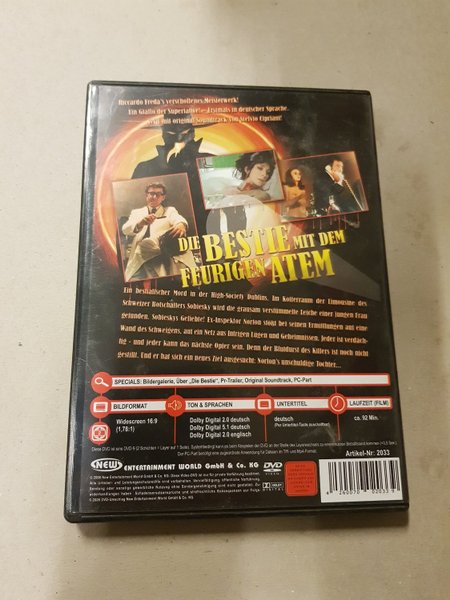 Riccardo Freda's verschollenes Meisterwerk!
Ein Giallo der Superlative! - Erstmals in deutscher Sprache.
mit original Soundtrack von Stelvio Cipriani!
DIE BESTIE MIT DEM
FEURIGEN ATEM
Ein bestialischer Mord in der High-Society Dublins. Im Kofferraum der Limousine des
Schweizer Botschafters Sobiesky wird die grausam verstümmelte Leiche einer jungen Frau
gefunden. Sobieskys Geliebte! Ex-Inspektor Norton stößt bei seinen Ermittlungen auf eine
Wand des Schweigens, auf ein Netz aus Intrigen Lügen und Geheimnissen. Jeder ist verdäch-
tig - und jeder kann das nächste Opfer sein. Denn der Blutdurst des Killers ist noch nicht
gestillt. Und er hat sich ein neues Ziel ausgesucht: Norton's unschuldige Tochter...
SPECIALS: Bildergalerie, Über „Die Bestie", Pr-Trailer, Original Soundtrack, PC-Part
BILDFORMAT
TON & SPRACHEN
UNTERTITEL
LAUFZEIT (FILM)
Widescreen 16:9
(1,78:1)
Dolby Digital 2.0 deutsch
Dolby Digital 5.1 deutsch
Dolby Digital 2.0 englisch
deutsch
ca. 92 Min.
Artikel-Nr: 2033
NEW ENTERTAINMENT WORLD GmbH & Co. KG
DVD
VIDEO
DOLBY
DIGITAL